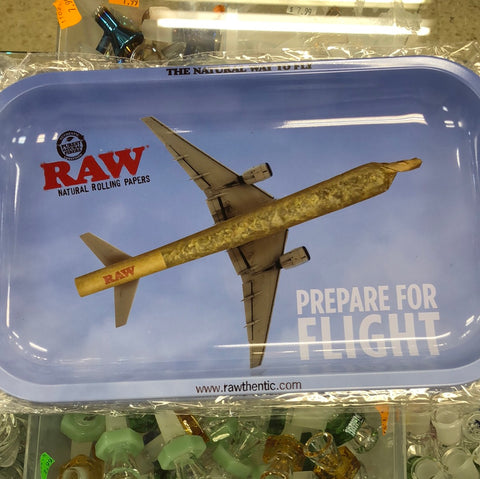 THE NATURAL WAY TO FLY
RAW
NATURAL ROLLING PAPERS
RAW
PREPARE FOR
FLIGHT
www.rawthentic.com